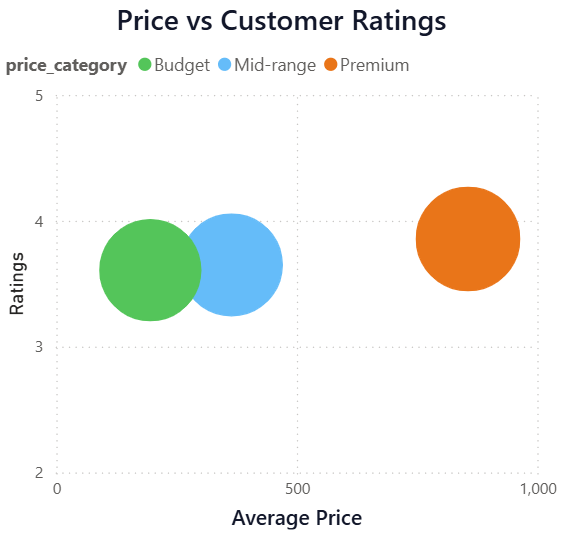 Price vs Customer Ratings
price_category Budget Mid-range Premium
5
4
3
2
Ratings
0 500 1,000
Average Price